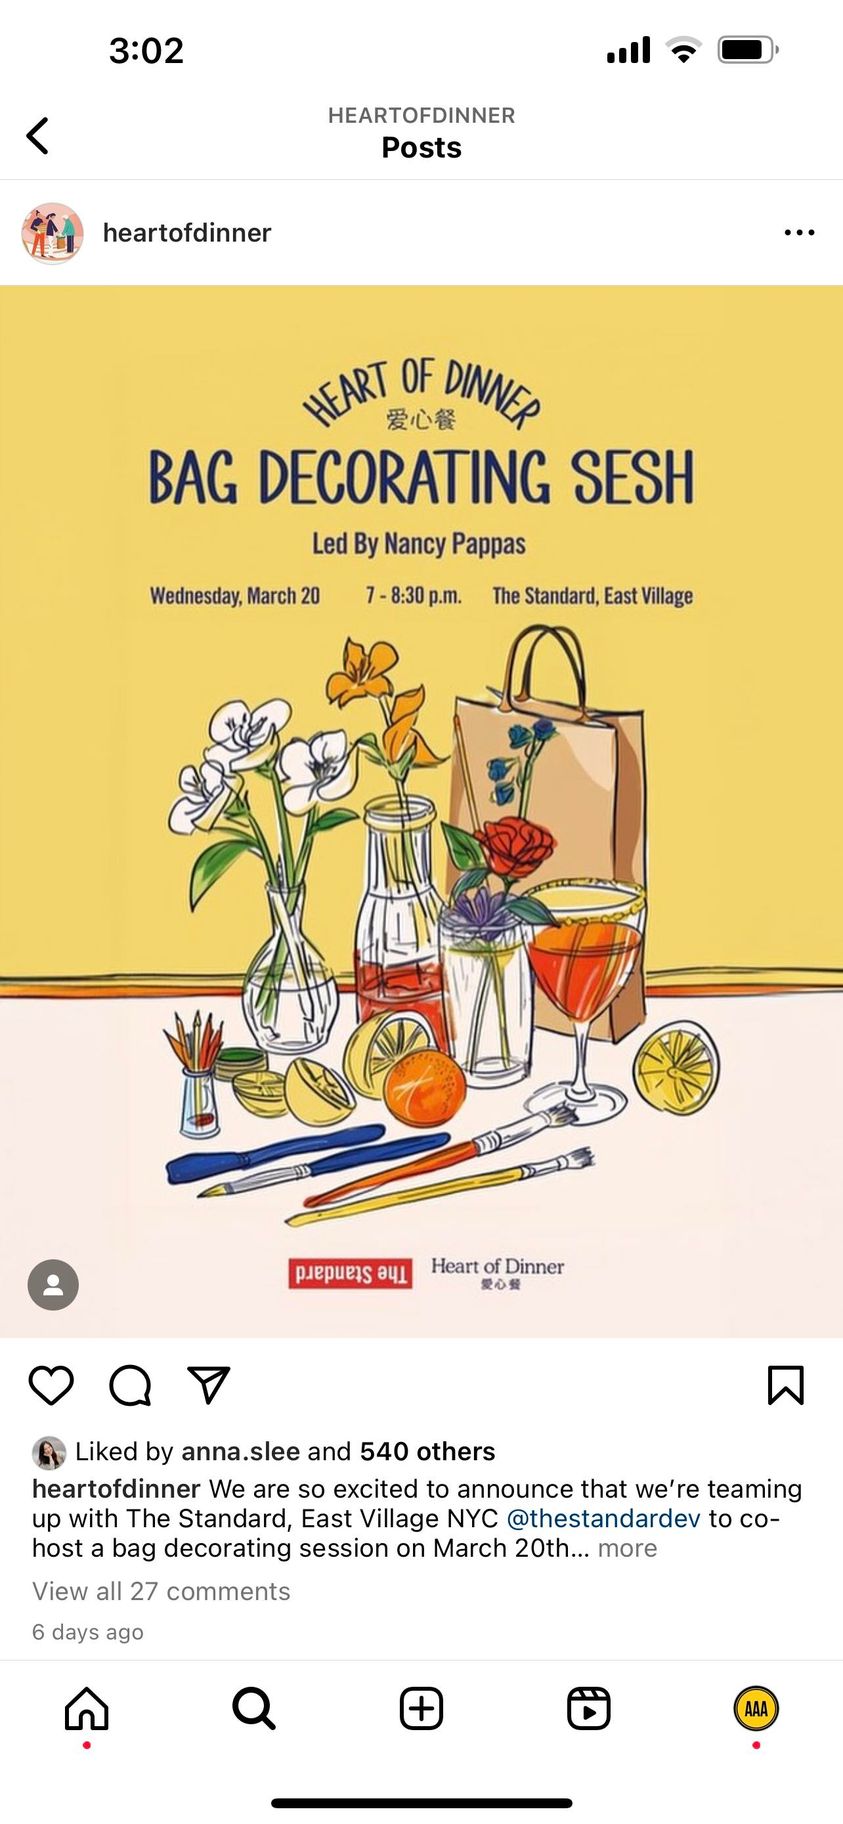 3:02
HEARTOFDINNER
Posts
heartofdinner
HEART OF DINNER
爱心餐
BAG DECORATING SESH
Led By Nancy Pappas
Wednesday, March 20 7 - 8:30 p.m. The Standard, East Village
The Standard
Heart of Dinner
爱心餐
Liked by anna.slee and 540 others
heartofdinner We are so excited to announce that we’re teaming
up with The Standard, East Village NYC @thestandardev to co-
host a bag decorating session on March 20th... more
View all 27 comments
6 days ago
AAA